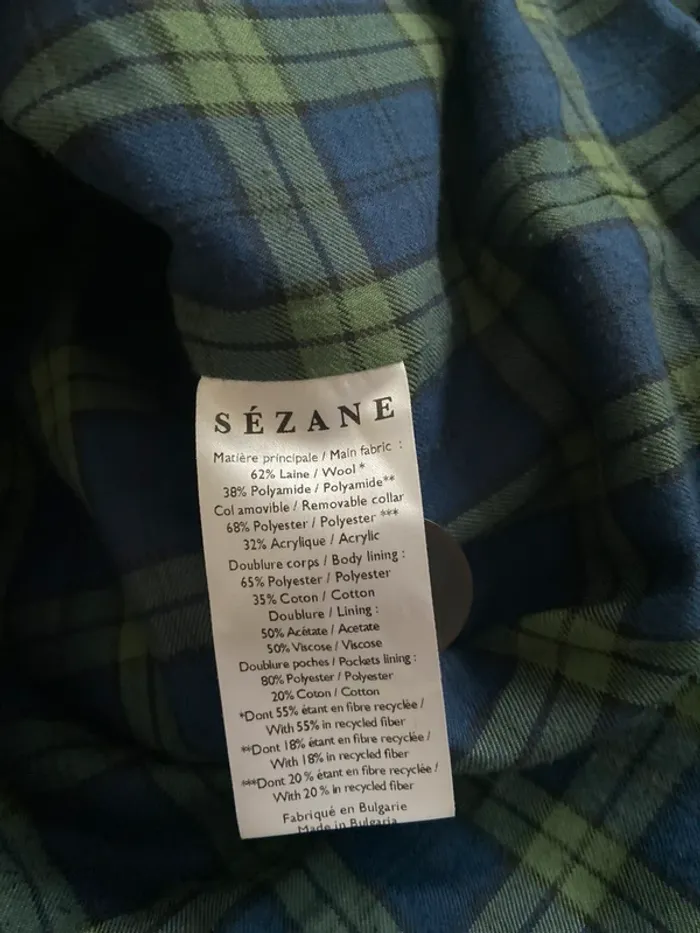 SÉZANE
Matière principale / Main fabric :
62% Laine / Wool*
38% Polyamide / Polyamide**
Col amovible / Removable collar
68% Polyester / Polyester ***
32% Acrylique / Acrylic
Doublure corps / Body lining :
65% Polyester / Polyester
35% Coton / Cotton
Doublure / Lining :
50% Acétate / Acetate
50% Viscose / Viscose
Doublure poches / Pockets lining :
80% Polyester / Polyester
20% Coton / Cotton
*Dont 55% étant en fibre recyclée /
With 55% in recycled fiber
**Dont 18% étant en fibre recyclée /
With 18% in recycled fiber
***Dont 20 % étant en fibre recyclée /
With 20 % in recycled fiber
Fabriqué en Bulgarie
Made in Bulgaria